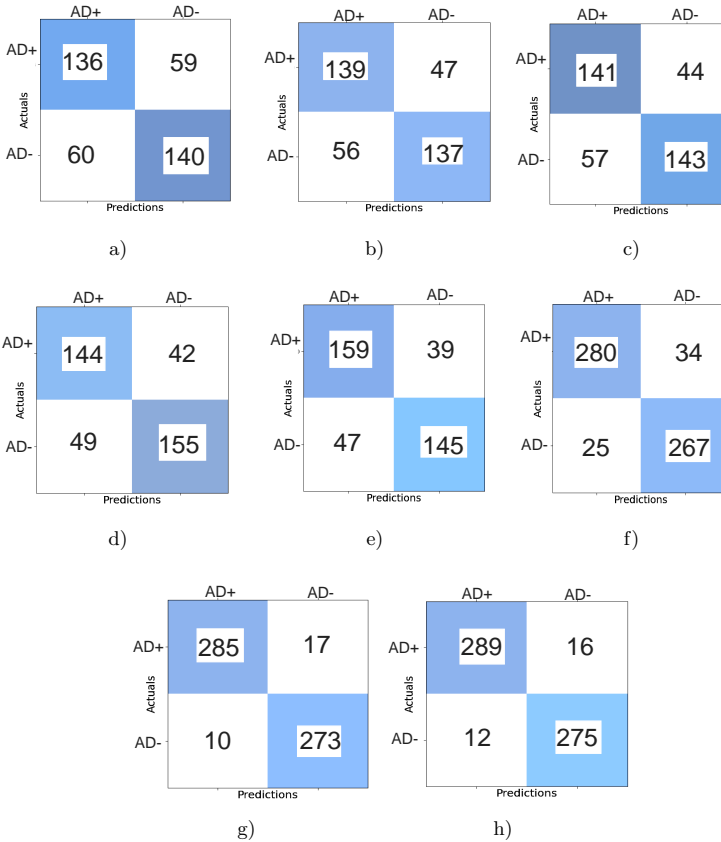 AD+ AD-
AD+ 136 59
Actuals
AD- 60 140
Predictions
a)
AD+ AD-
AD+ 139 47
Actuals
AD- 56 137
Predictions
b)
AD+ AD-
AD+ 141 44
Actuals
AD- 57 143
Predictions
c)
AD+ AD-
AD+ 144 42
Actuals
AD- 49 155
Predictions
d)
AD+ AD-
AD+ 159 39
Actuals
AD- 47 145
Predictions
e)
AD+ AD-
AD+ 280 34
Actuals
AD- 25 267
Predictions
f)
AD+ AD-
AD+ 285 17
Actuals
AD- 10 273
Predictions
g)
AD+ AD-
AD+ 289 16
Actuals
AD- 12 275
Predictions
h)